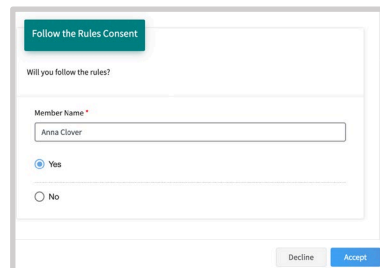 Follow the Rules Consent
Will you follow the rules?
Member Name *
Anna Clover
Yes
No
Decline Accept